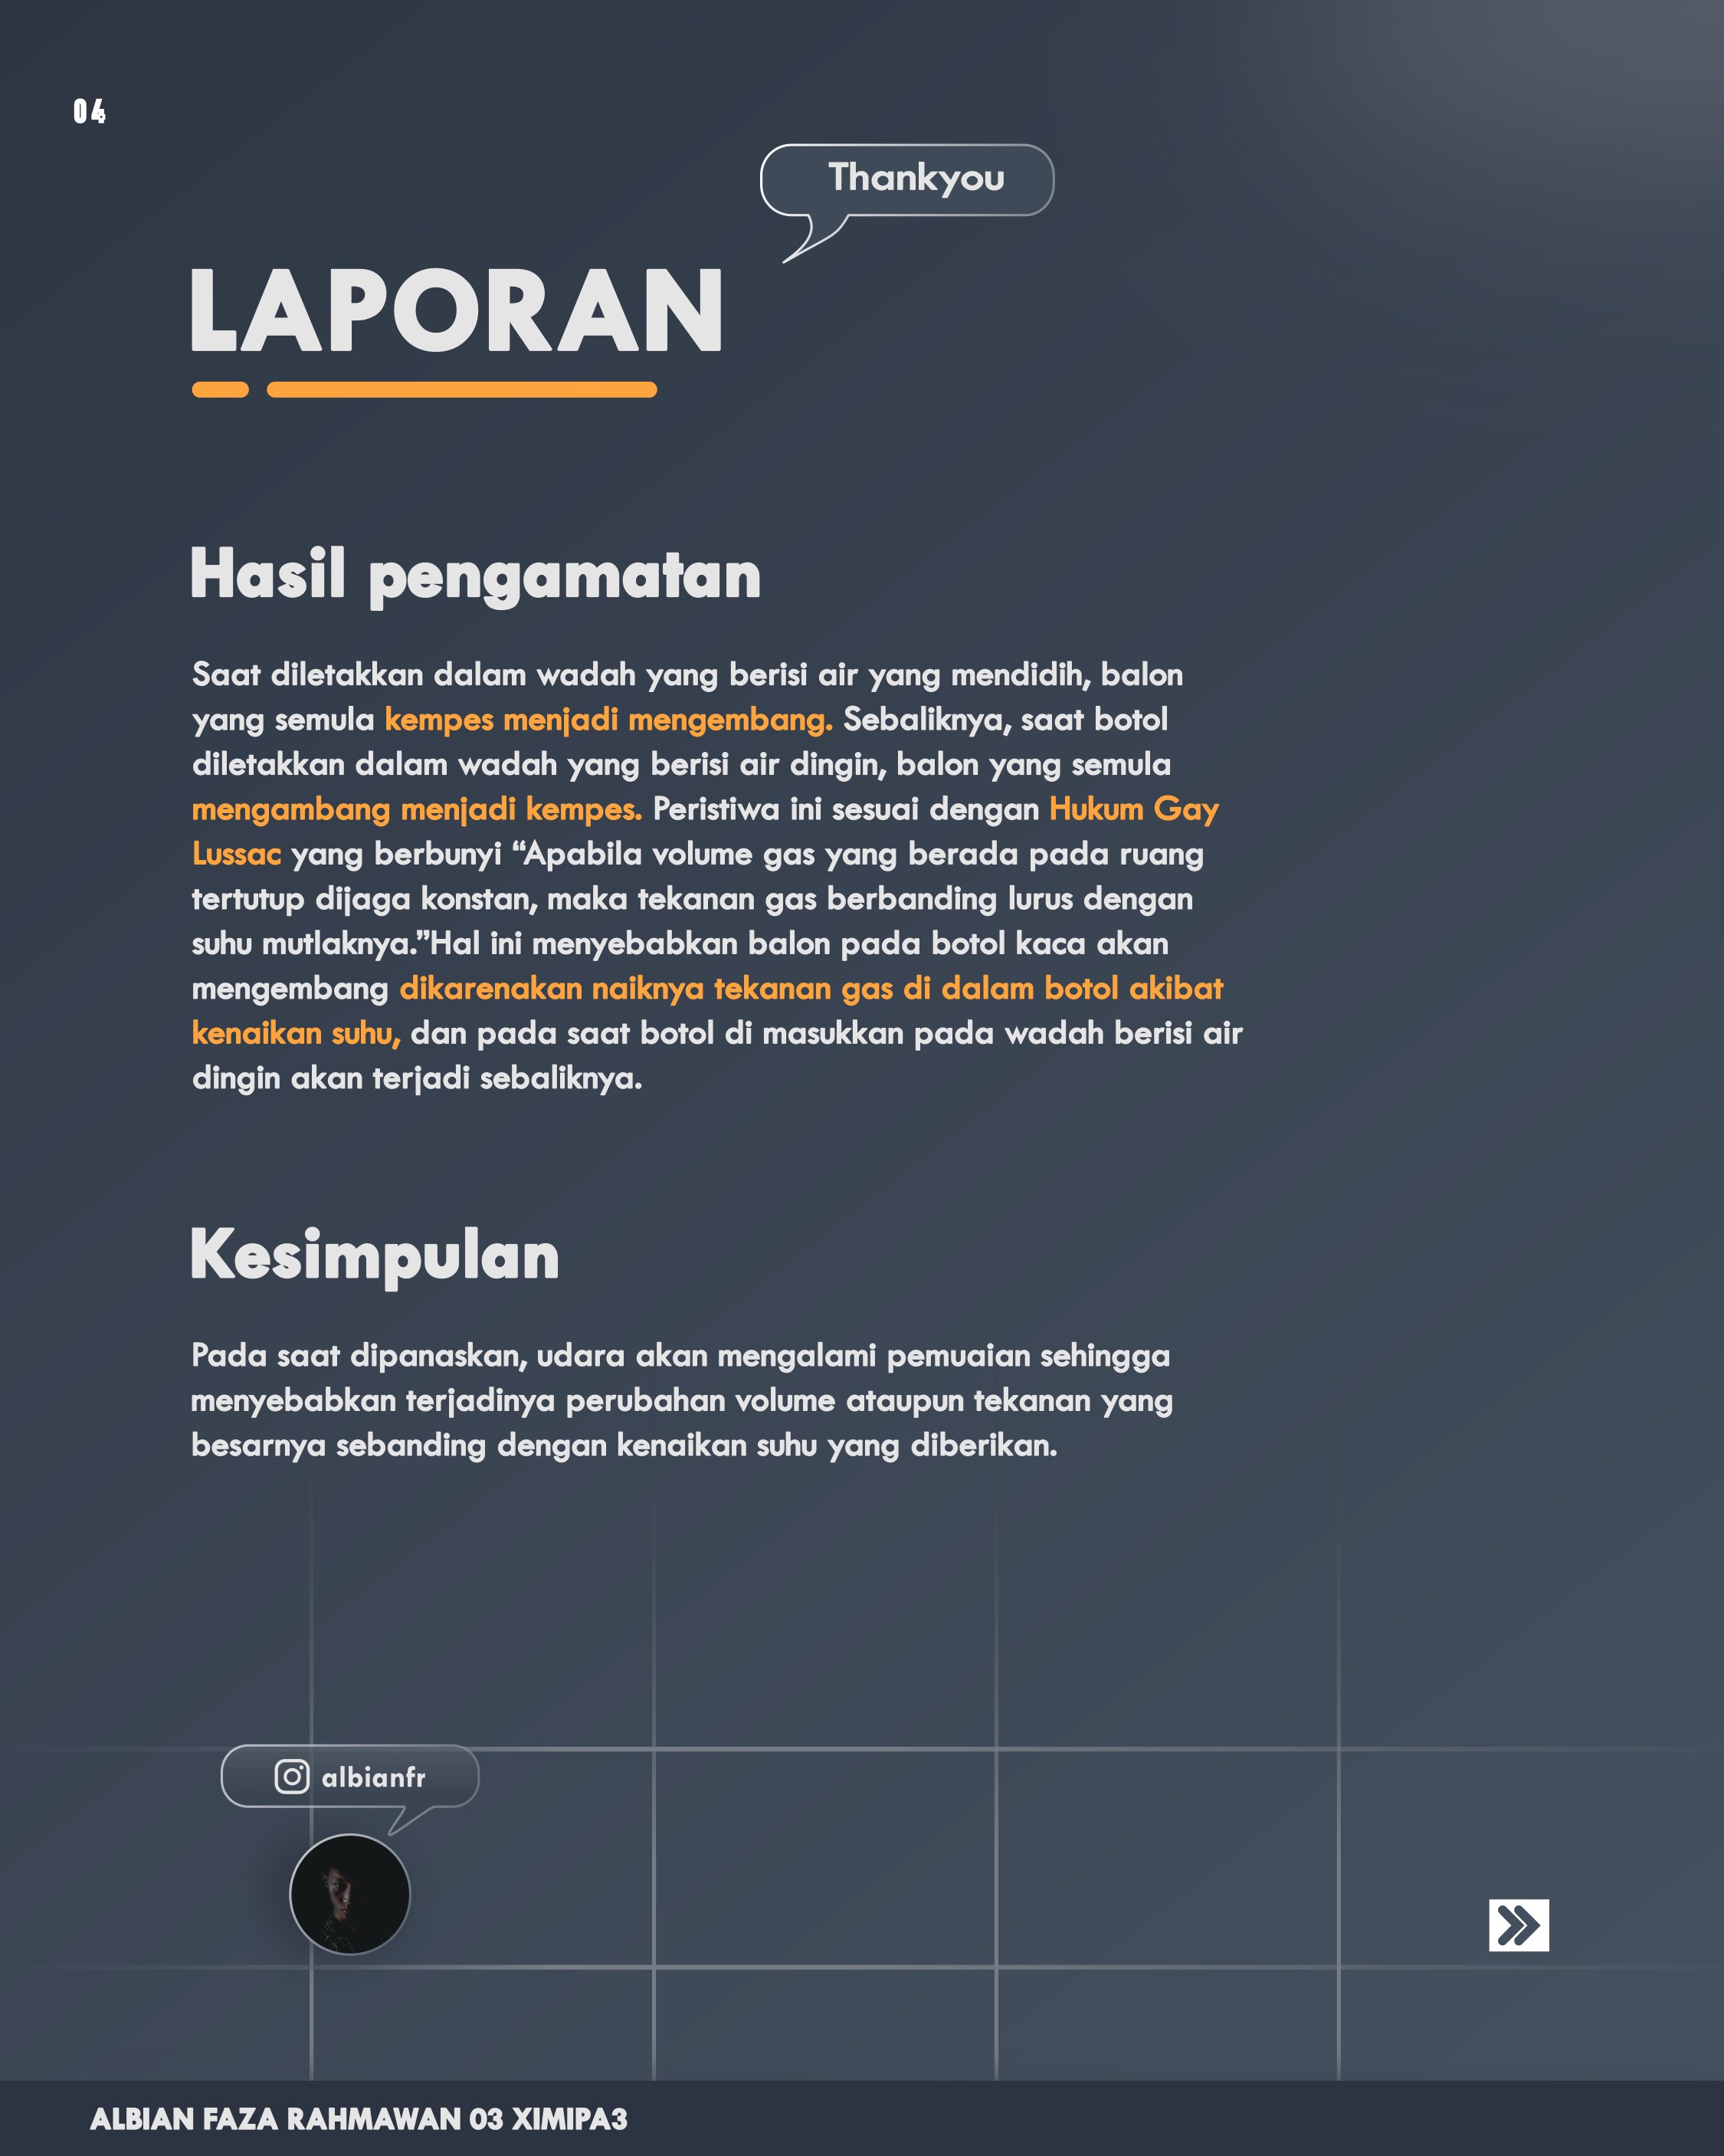 04
Thankyou
LAPORAN
Hasil pengamatan
Saat diletakkan dalam wadah yang berisi air yang mendidih, balon
yang semula kempes menjadi mengembang. Sebaliknya, saat botol
diletakkan dalam wadah yang berisi air dingin, balon yang semula
mengambang menjadi kempes. Peristiwa ini sesuai dengan Hukum Gay
Lussac yang berbunyi “Apabila volume gas yang berada pada ruang
tertutup dijaga konstan, maka tekanan gas berbanding lurus dengan
suhu mutlaknya.”Hal ini menyebabkan balon pada botol kaca akan
mengembang dikarenakan naiknya tekanan gas di dalam botol akibat
kenaikan suhu, dan pada saat botol di masukkan pada wadah berisi air
dingin akan terjadi sebaliknya.
Kesimpulan
Pada saat dipanaskan, udara akan mengalami pemuaian sehingga
menyebabkan terjadinya perubahan volume ataupun tekanan yang
besarnya sebanding dengan kenaikan suhu yang diberikan.
albianfr
ALBIAN FAZA RAHMAWAN 03 XIMIPA3